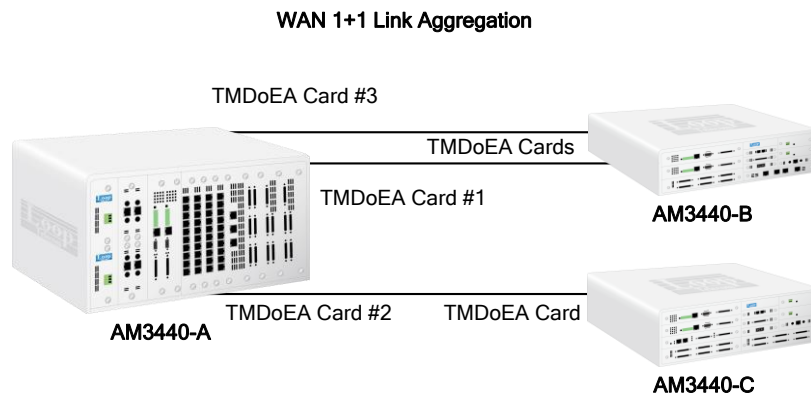 WAN 1+1 Link Aggregation
TMDoEA Card #3
TMDoEA Cards
TMDoEA Card #1
AM3440-B
TMDoEA Card #2
TMDoEA Card
AM3440-A
AM3440-C